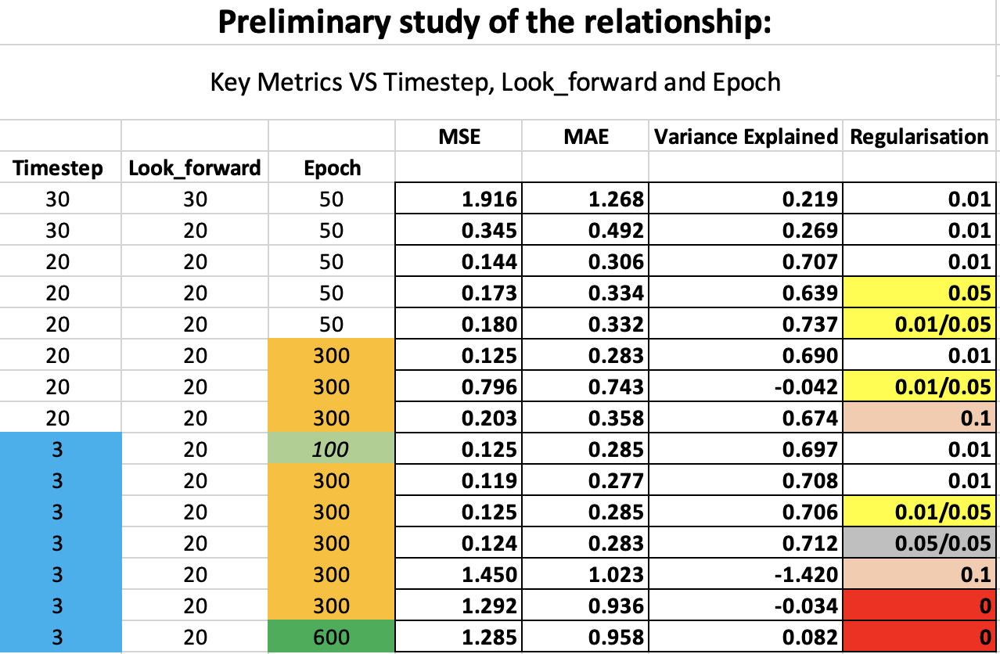 Preliminary study of the relationship:
Key Metrics VS Timestep, Look_forward and Epoch
MSE MAE Variance Explained Regularisation
Timestep Look_forward Epoch
30 30 50 1.916 1.268 0.219 0.01
30 20 50 0.345 0.492 0.269 0.01
20 20 50 0.144 0.306 0.707 0.01
20 20 50 0.173 0.334 0.639 0.05
20 20 50 0.180 0.332 0.737 0.01/0.05
20 20 300 0.125 0.283 0.690 0.01
20 20 300 0.796 0.743 -0.042 0.01/0.05
20 20 300 0.203 0.358 0.674 0.1
3 20 100 0.125 0.285 0.697 0.01
3 20 300 0.119 0.277 0.708 0.01
3 20 300 0.125 0.285 0.706 0.01/0.05
3 20 300 0.124 0.283 0.712 0.05/0.05
3 20 300 1.450 1.023 -1.420 0.1
3 20 300 1.292 0.936 -0.034 0
3 20 600 1.285 0.958 0.082 0